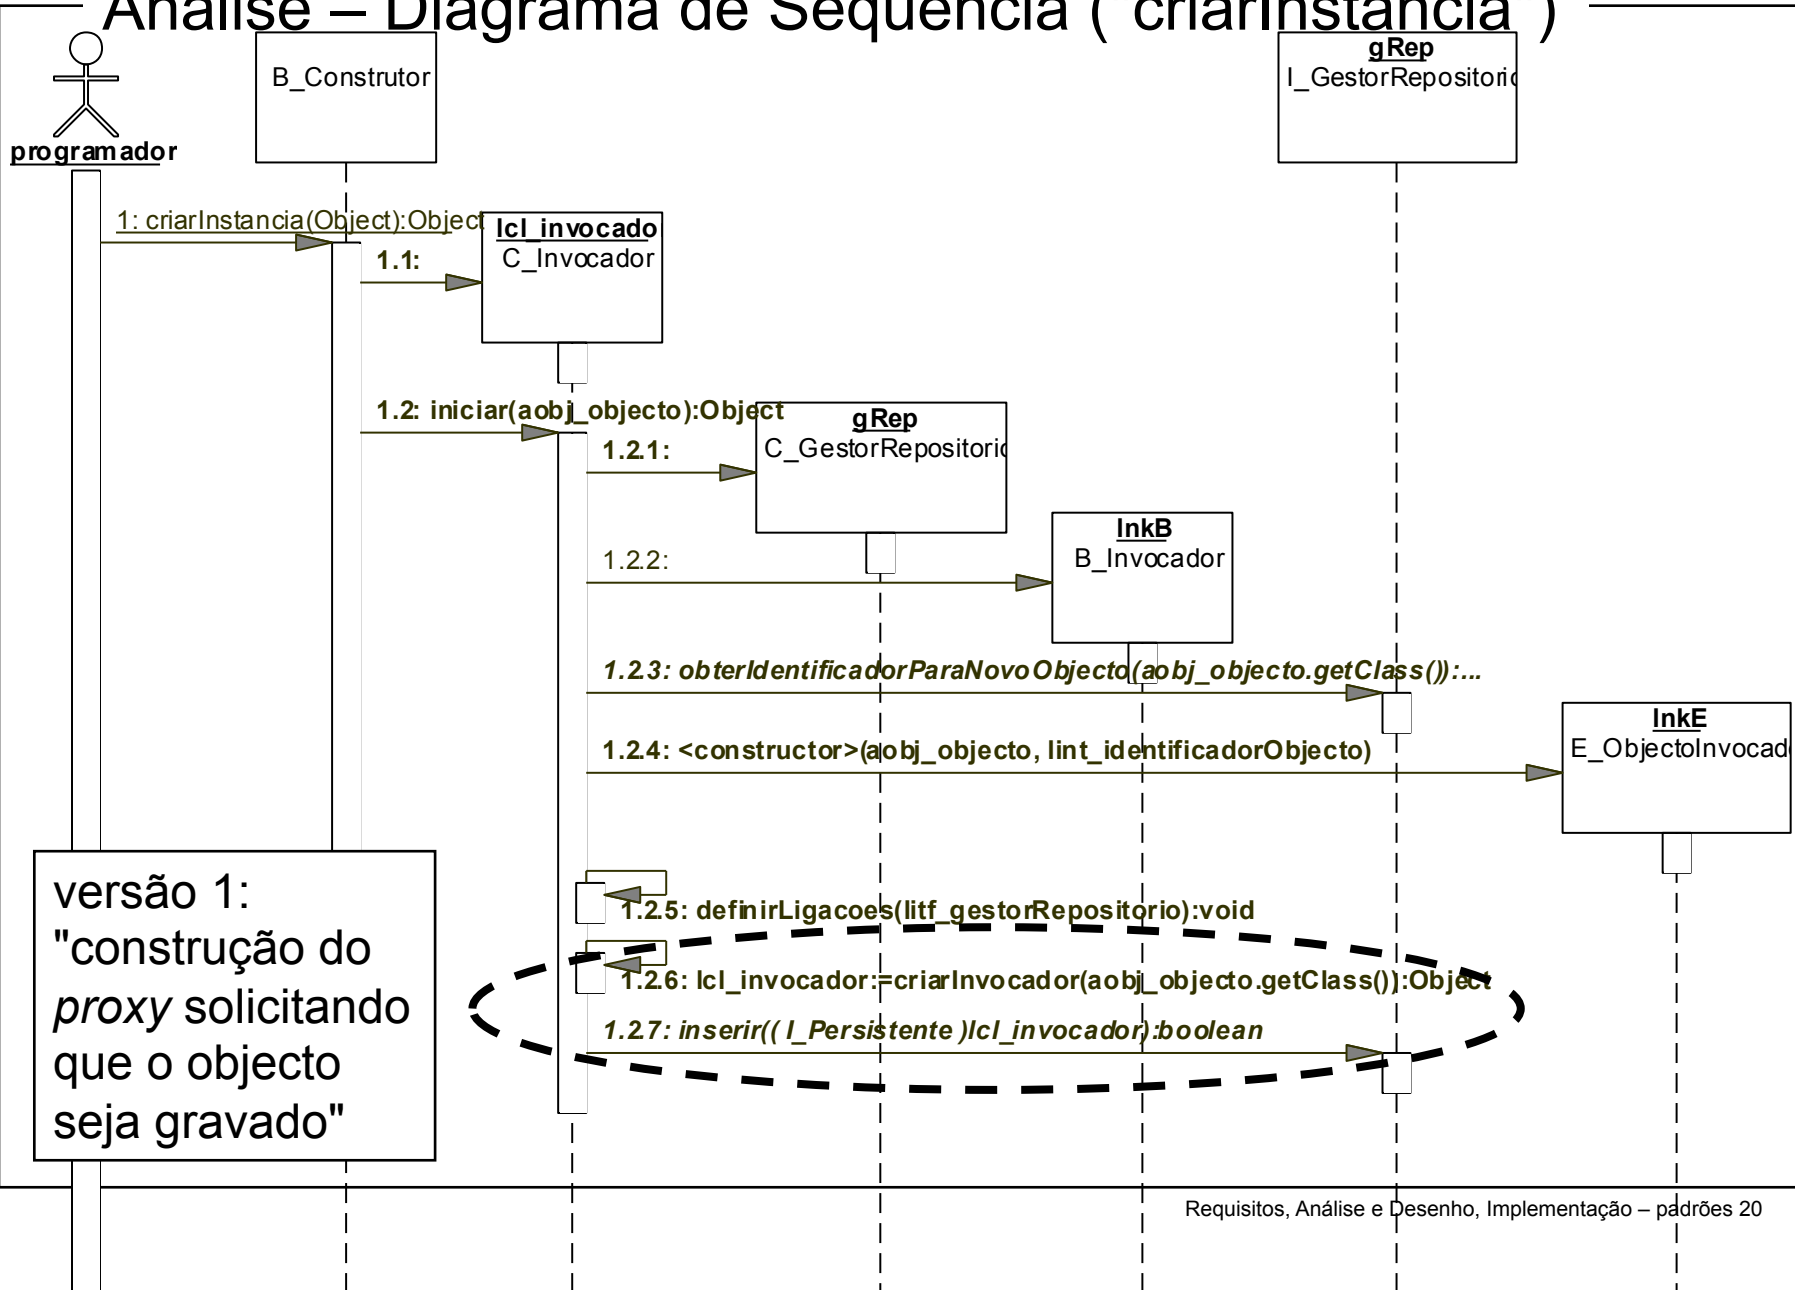 Análise – Diagrama de Sequência ("criarInstancia")
gRep
I_GestorRepositorio
B_Construtor
programador
1: criarInstancia(Object):Object
lcl_invocado
C_Invocador
1.1:
1.2: iniciar(aobj_objecto):Object
gRep
C_GestorRepositorio
1.2.1:
lnkB
B_Invocador
1.2.2:
1.2.3: obterIdentificadorParaNovoObjecto(aobj_objecto.getClass()):...
lnkE
E_ObjectoInvocad
1.2.4: <constructor>(aobj_objecto, lint_identificadorObjecto)
1.2.5: definirLigacoes(litf_gestorRepositorio):void
1.2.6: lcl_invocador:=criarInvocador(aobj_objecto.getClass()):Object
1.2.7: inserir(( I_Persistente )lcl_invocador):boolean
versão 1:
"construção do
proxy solicitando
que o objecto
seja gravado"
Requisitos, Análise e Desenho, Implementação – padrões 20